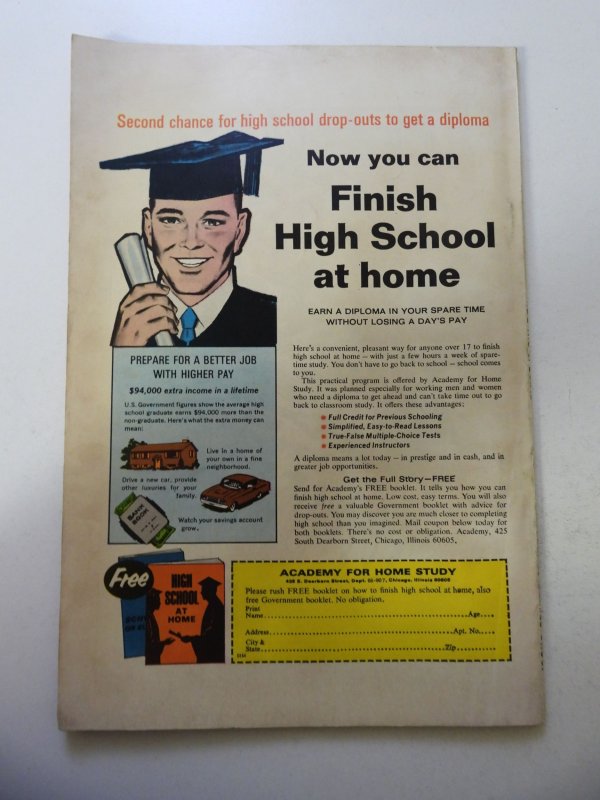 Second chance for high school drop-outs to get a diploma
Now you can
Finish
High School
at home
EARN A DIPLOMA IN YOUR SPARE TIME
WITHOUT LOSING A DAY'S PAY
PREPARE FOR A BETTER JOB
WITH HIGHER PAY
$94,000 extra income in a lifetime
U.S. Government figures show the average high
school graduate earns $94,000 more than the
non-graduate. Here's what the extra money can
mean:
Live in a home of
your own in a fine
neighborhood.
Drive a new car, provide
other luxuries for your
family.
BANK
BOOK
Watch your savings account
grow.
Here's a convenient, pleasant way for anyone over 17 to finish
high school at home – with just a few hours a week of spare-
time study. You don't have to go back to school – school comes
to you.
This practical program is offered by Academy for Home
Study. It was planned especially for working men and women
who need a diploma to get ahead and can't take time out to go
back to classroom study. It offers these advantages:
Full Credit for Previous Schooling
Simplified, Easy-to-Read Lessons
True-False Multiple-Choice Tests
Experienced Instructors
A diploma means a lot today – in prestige and in cash, and in
greater job opportunities.
Get the Full Story—FREE
Send for Academy's FREE booklet. It tells you how you can
finish high school at home. Low cost, easy terms. You will also
receive free a valuable Government booklet with advice for
drop-outs. You may discover you are much closer to completing
high school than you imagined. Mail coupon below today for
both booklets. There's no cost or obligation. Academy, 425
South Dearborn Street, Chicago, Illinois 60605.
Free
HIGH
SCHOOL
AT
HOME
ACADEMY FOR HOME STUDY
425 S. Dearborn Street, Dept. Chicago, Illinois 60605
Please rush FREE booklet on how to finish high school at home, also
free Government booklet. No obligation.
Print
Name Age
Address Apt. No.
City &
State Zip